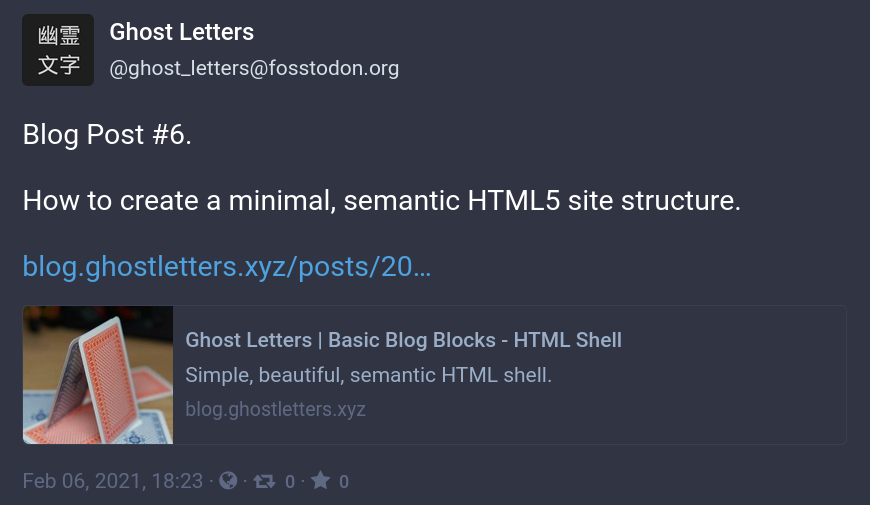 幽霊
文字
Ghost Letters
@ghost_letters@fosstodon.org
Blog Post #6.
How to create a minimal, semantic HTML5 site structure.
blog.ghostletters.xyz/posts/20…
Ghost Letters | Basic Blog Blocks - HTML Shell
Simple, beautiful, semantic HTML shell.
blog.ghostletters.xyz
Feb 06, 2021, 18:23 · · 0 · 0